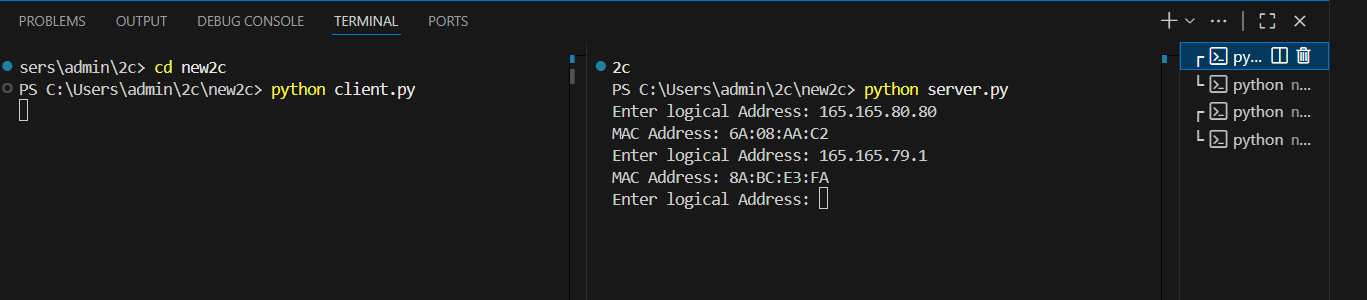 PROBLEMS OUTPUT DEBUG CONSOLE TERMINAL PORTS
sers\admin\2c> cd new2c
PS C:\Users\admin\2c\new2c> python client.py
2c
PS C:\Users\admin\2c\new2c> python server.py
Enter logical Address: 165.165.80.80
MAC Address: 6A:08:AA:C2
Enter logical Address: 165.165.79.1
MAC Address: 8A:BC:E3:FA
Enter logical Address:
py...
python n...
python n...
python n...